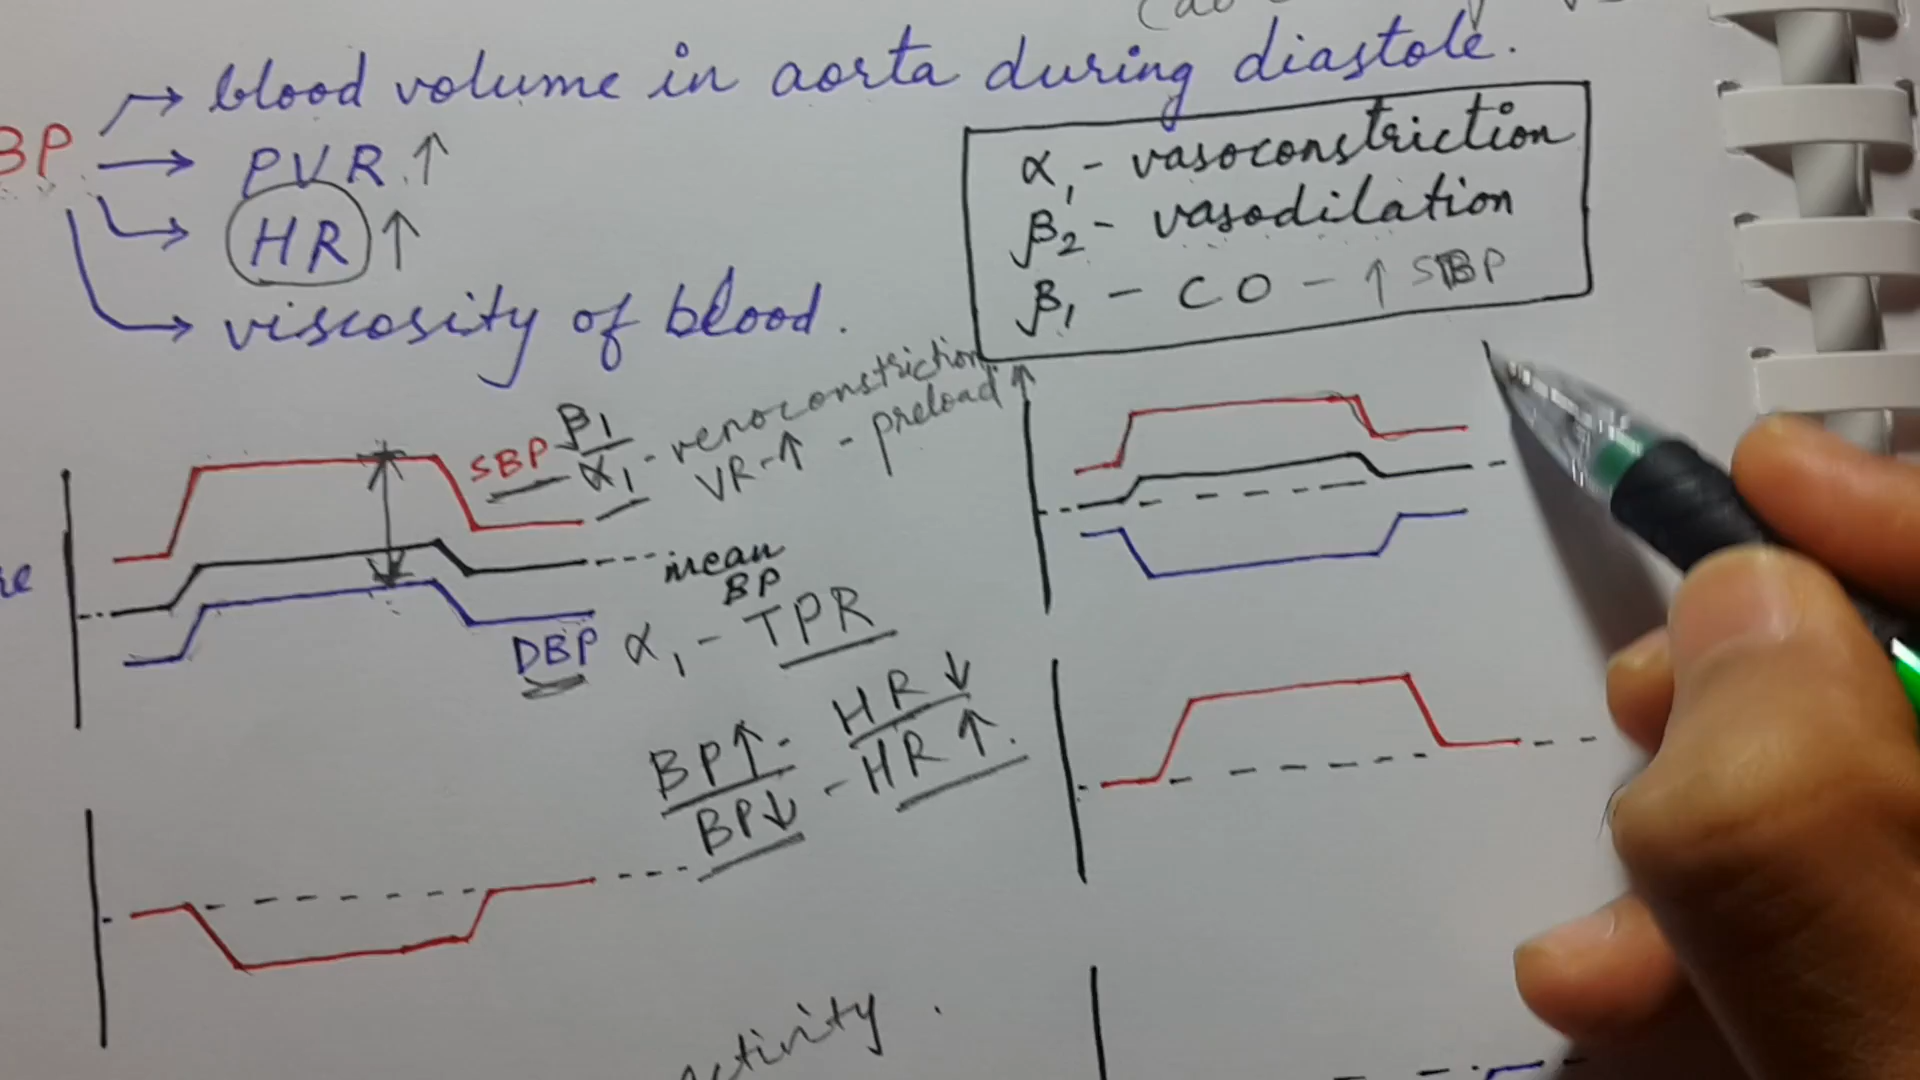 blood volume in aorta during diastole.
BP
PVR ↑
HR ↑
viscosity of blood.
α1 - vasoconstriction
β2 - vasodilation
β1 - CO - ↑ SBP
SBP β1
α1 - venoconstriction
VR - ↑ - preload
mean
BP
DBP α1 - TPR
BP↑ - HR↓
BP↓ - HR↑.